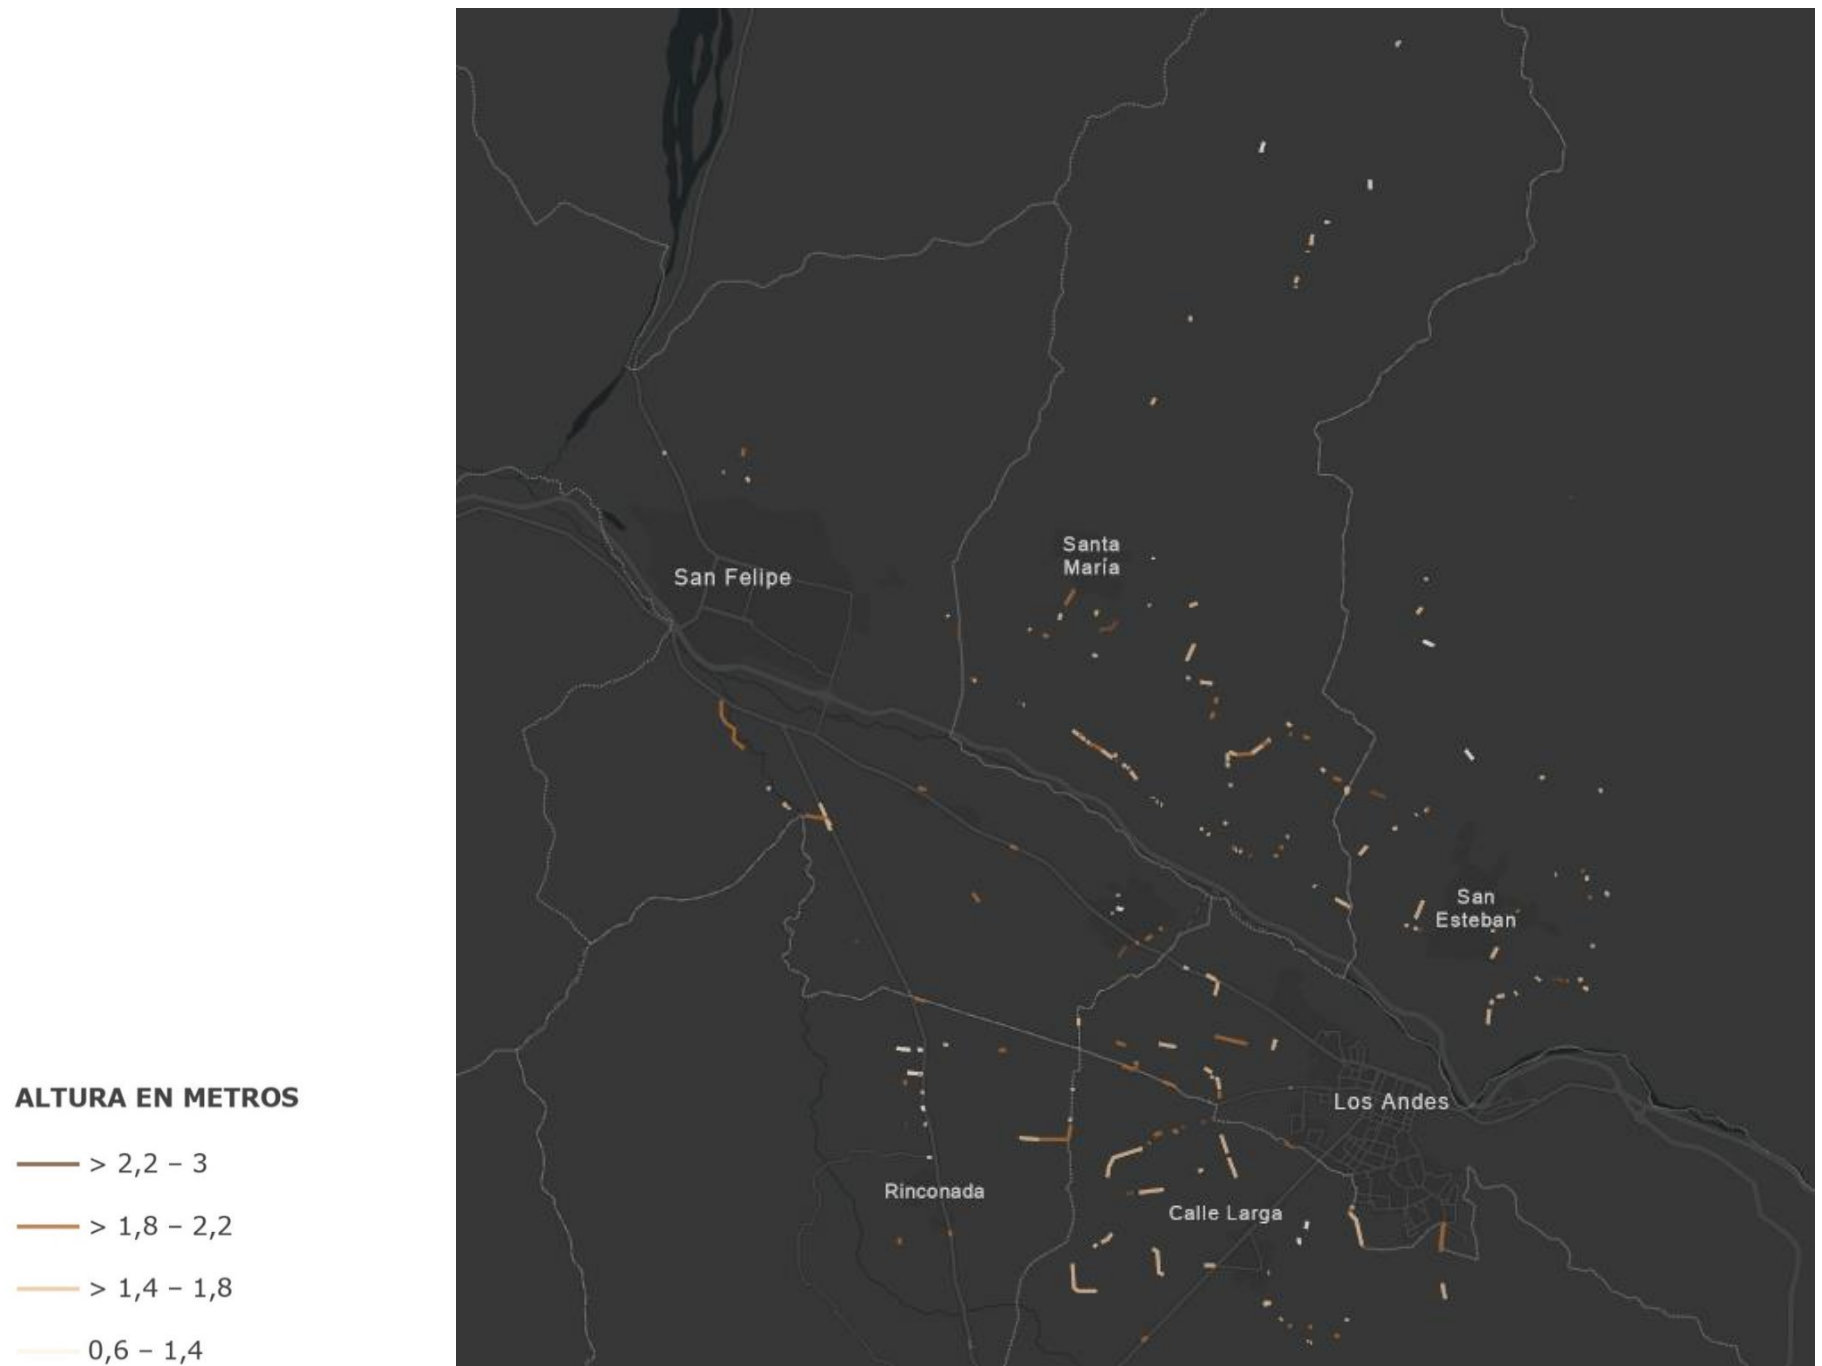 San Felipe
Santa
María
San
Esteban
Los Andes
Rinconada
Calle Larga
ALTURA EN METROS
> 2,2 – 3
> 1,8 – 2,2
> 1,4 – 1,8
0,6 – 1,4